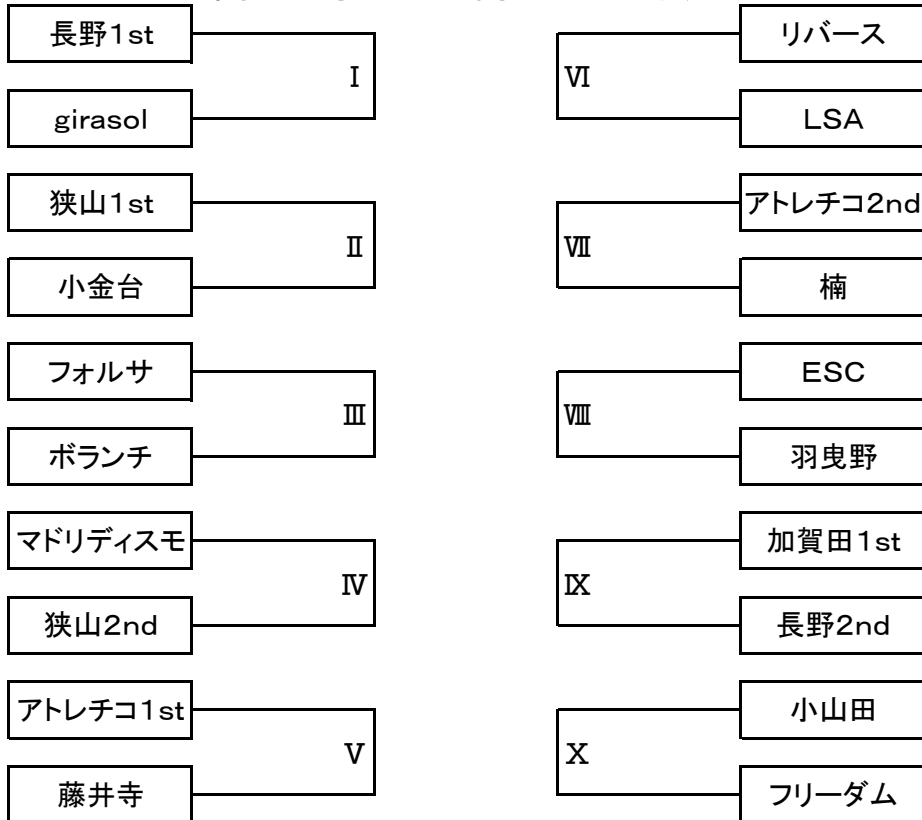 長野1st
Ⅰ
girasol
狭山1st
Ⅱ
小金台
フォルサ
Ⅲ
ボランチ
マドリディスモ
Ⅳ
狭山2nd
アトレチコ1st
Ⅴ
藤井寺
リバース
Ⅵ
LSA
アトレチコ2nd
Ⅶ
楠
ESC
Ⅷ
羽曳野
加賀田1st
Ⅸ
長野2nd
小山田
Ⅹ
フリーダム